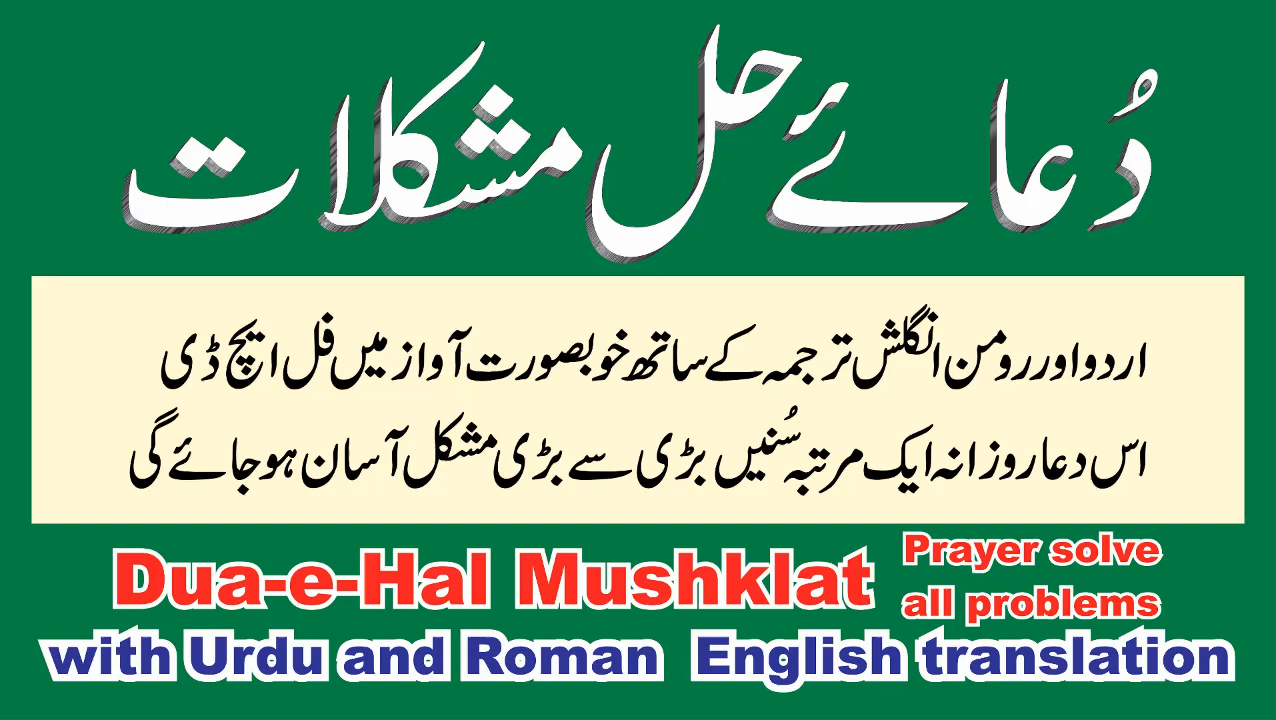 دُعائے حل مشکلات
اردو اور رومن انگلش ترجمہ کے ساتھ خوبصورت آواز میں فل ایچ ڈی
اس دعا روزانہ ایک مرتبہ سُنیں بڑی سے بڑی مشکل آسان ہوجائے گی
Dua-e-Hal Mushklat
Prayer solve
all problems
with Urdu and Roman English translation